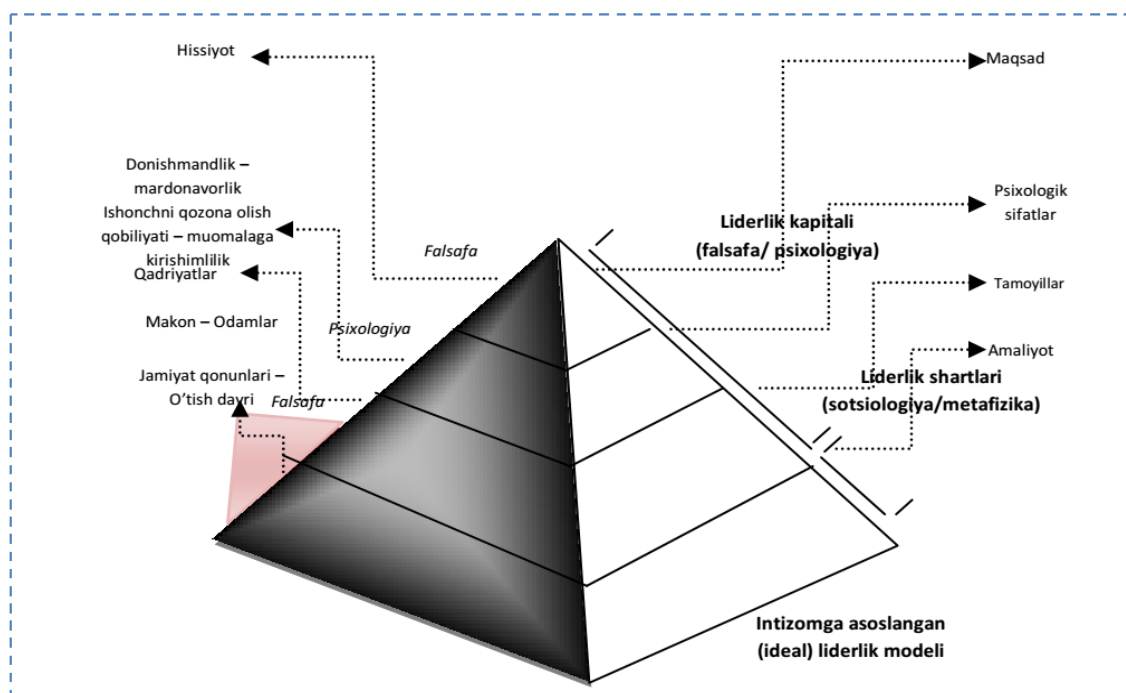 Hissiyot
Maqsad
Donishmandlik –
mardonavorlik
Ishonchni qozona olish
qobiliyati – muomalaga
kirishimlilik
Qadriyatlar
Makon – Odamlar
Jamiyat qonunlari –
O’tish davri
Falsafa
Psixologiya
Falsafa
Liderlik kapitali
(falsafa/ psixologiya)
Psixologik
sifatlar
Tamoyillar
Amaliyot
Liderlik shartlari
(sotsiologiya/metafizika)
Intizomga asoslangan
(ideal) liderlik modeli